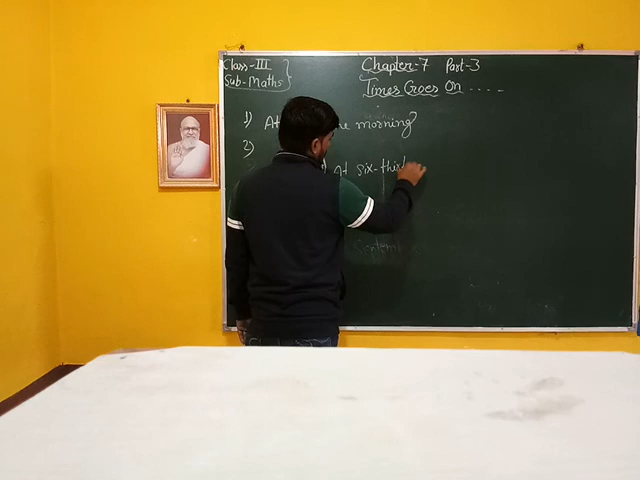 Class-III
Sub-Maths
Chapter-7 Part-3
Times Goes On ....
1) At morning?
2)
At six-thi